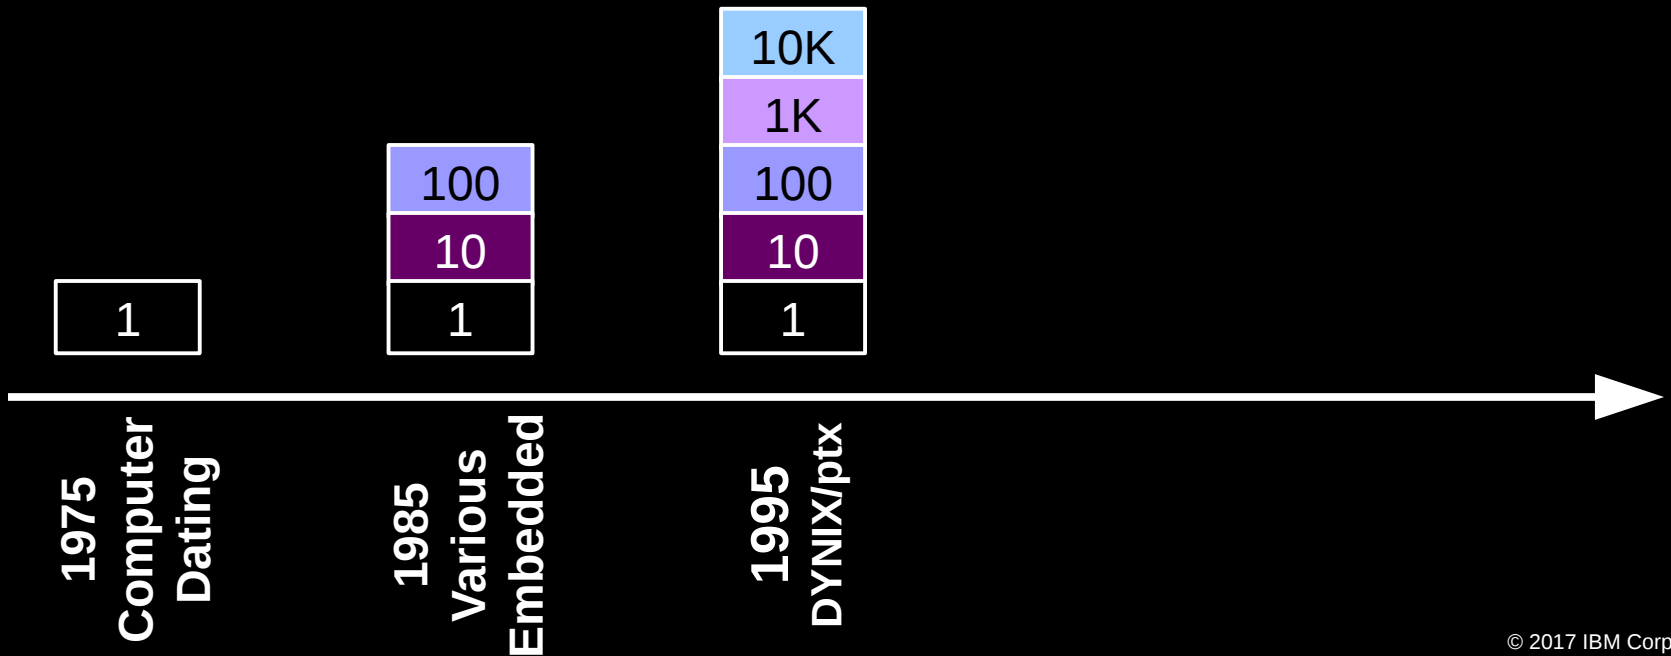 1
100
10
1
10K
1K
100
10
1
1975
Computer
Dating
1985
Various
Embedded
1995
DYNIX/ptx
© 2017 IBM Corp